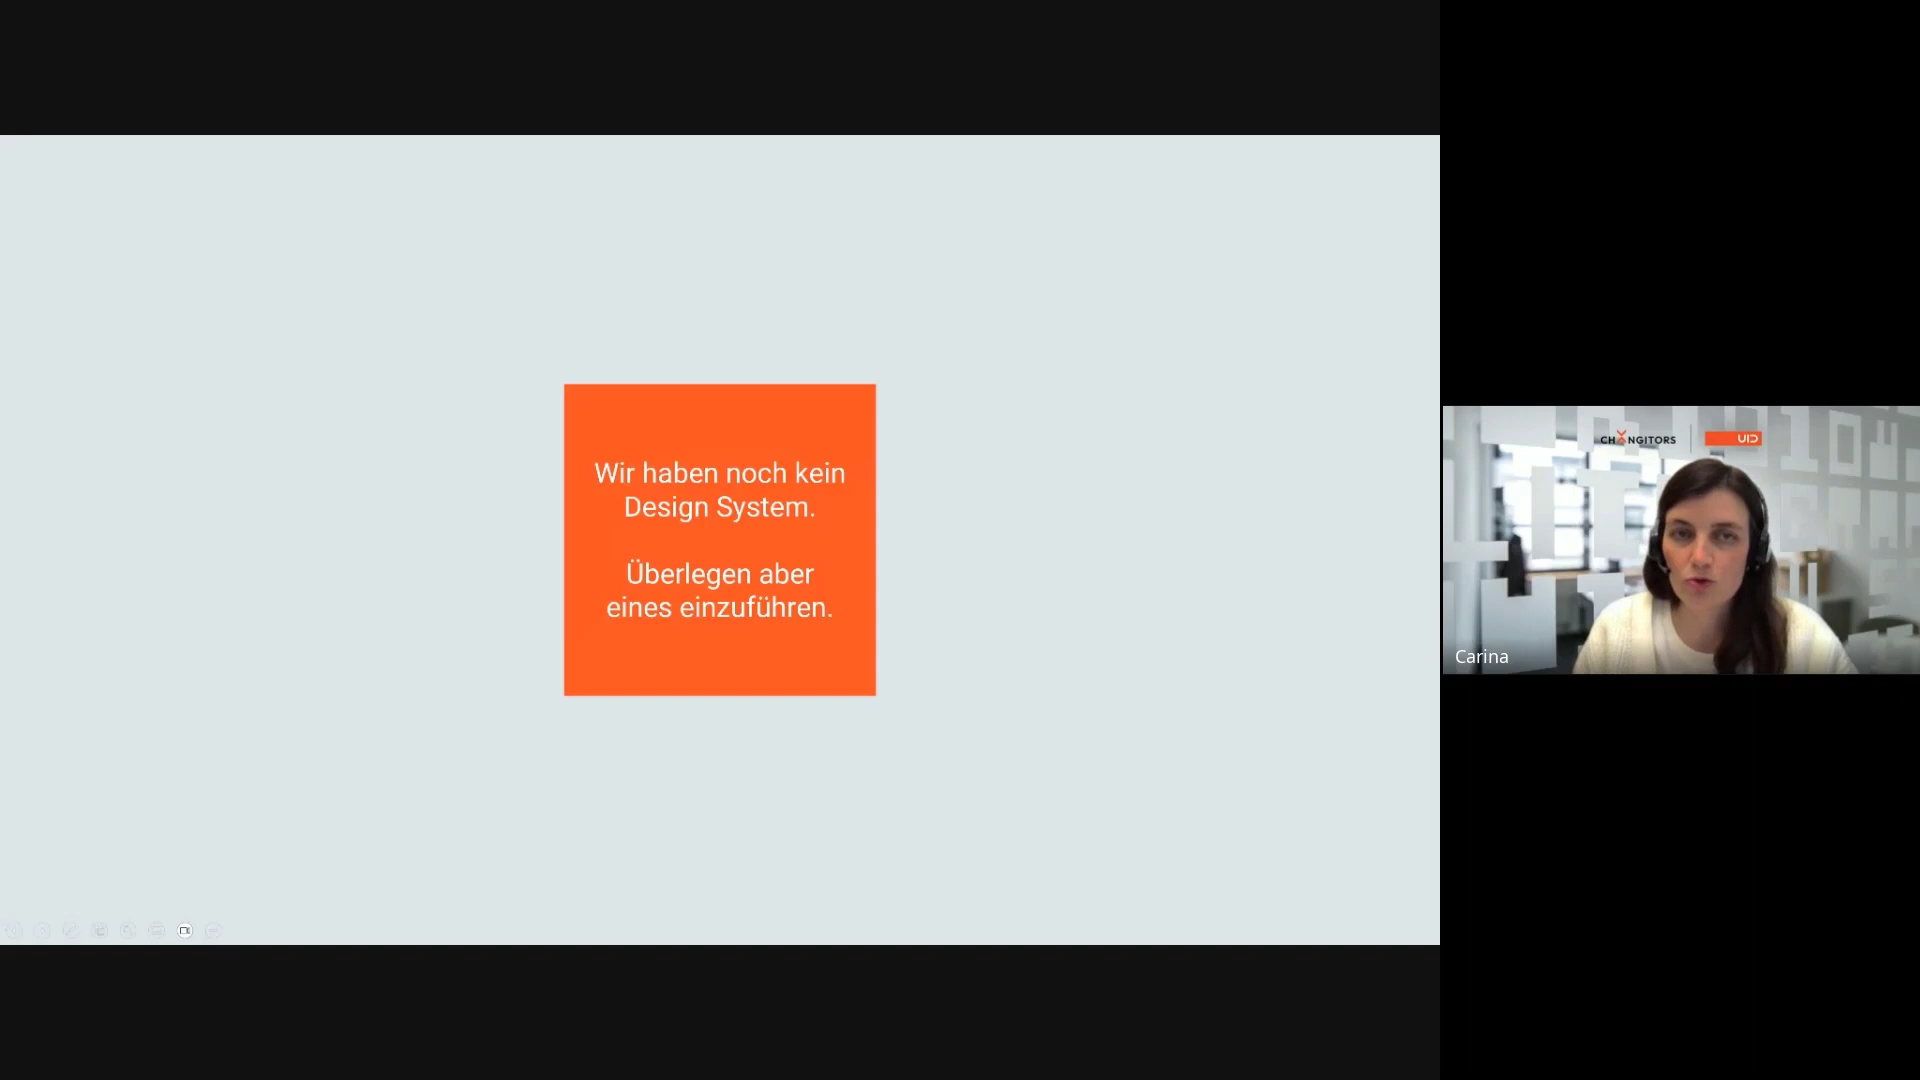 Wir haben noch kein
Design System.
Überlegen aber
eines einzuführen.
CHANGITORS
UID
Carina